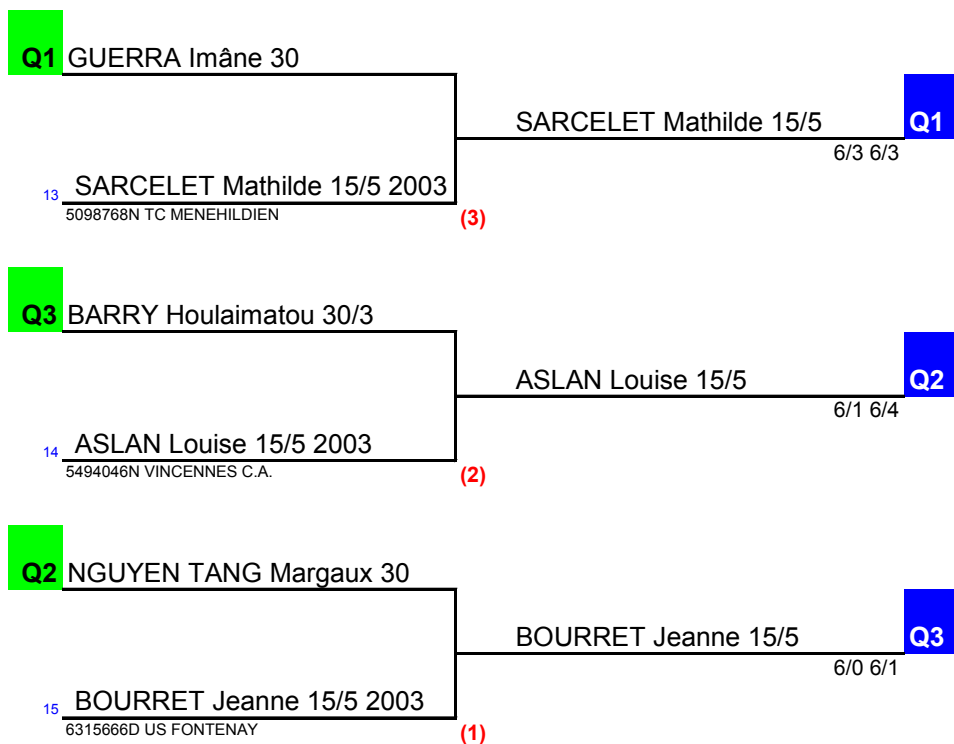 Q1 GUERRA Imâne 30
SARCELET Mathilde 15/5 Q1
6/3 6/3
13 SARCELET Mathilde 15/5 2003
5098768N TC MENEHILDIEN
(3)
Q3 BARRY Houlaimatou 30/3
ASLAN Louise 15/5 Q2
6/1 6/4
14 ASLAN Louise 15/5 2003
5494046N VINCENNES C.A.
(2)
Q2 NGUYEN TANG Margaux 30
BOURRET Jeanne 15/5 Q3
6/0 6/1
15 BOURRET Jeanne 15/5 2003
6315666D US FONTENAY
(1)